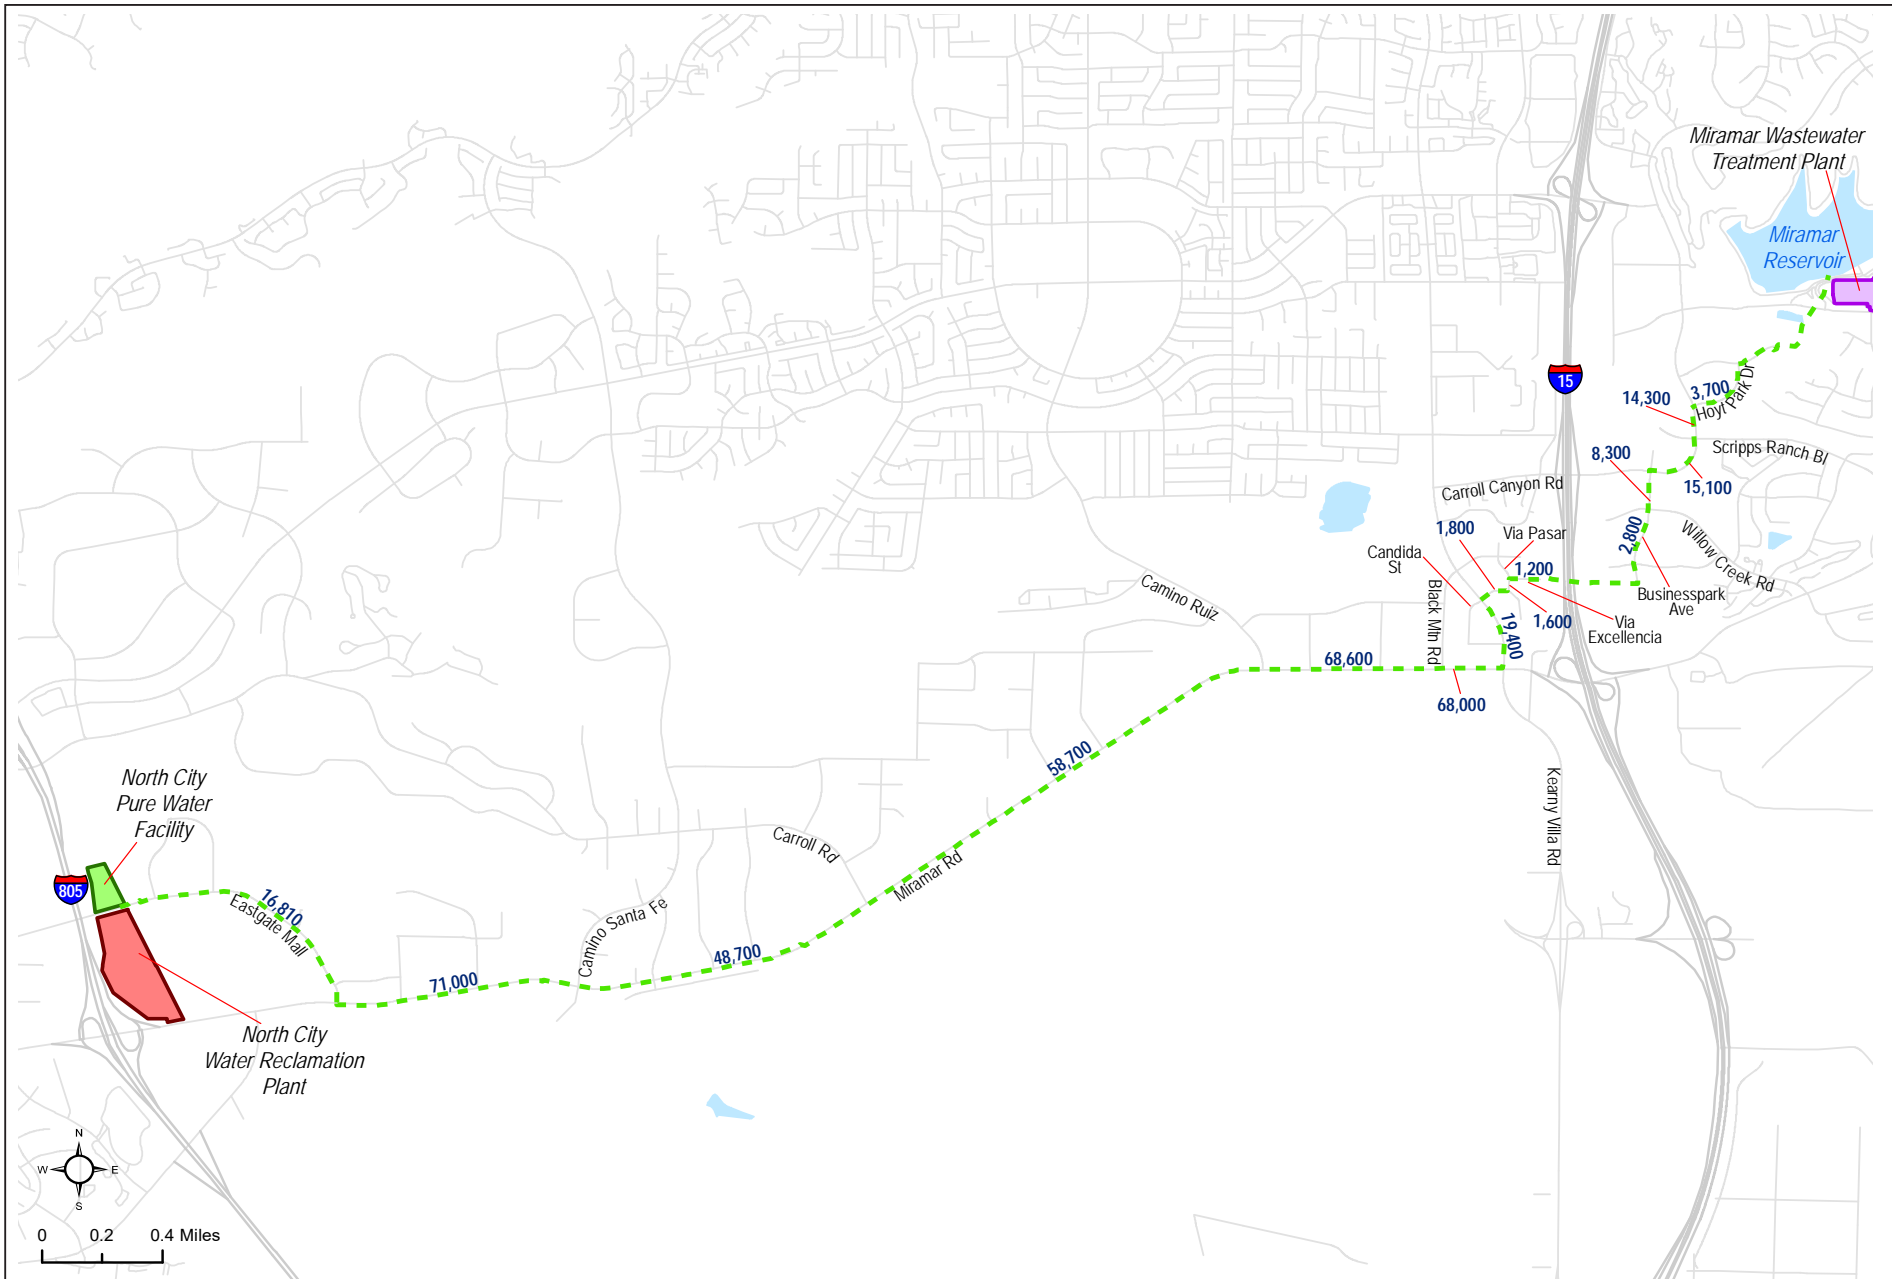 Miramar Wastewater
Treatment Plant
Miramar
Reservoir
15
14,300
3,700
Hoyt Park Dr
Scripps Ranch Bl
8,300
15,100
Carroll Canyon Rd
1,800
Via Pasar
2,800
Willow Creek Rd
Candida
St
1,200
Camino Ruiz
Black Mtn Rd
Businesspark
Ave
19,400
1,600
Via
Excellencia
68,600
68,000
58,700
Kearny Villa Rd
North City
Pure Water
Facility
Carroll Rd
Miramar Rd
805
16,810
Eastgate Mall
Camino Santa Fe
48,700
71,000
North City
Water Reclamation
Plant
N
W E
S
0 0.2 0.4 Miles